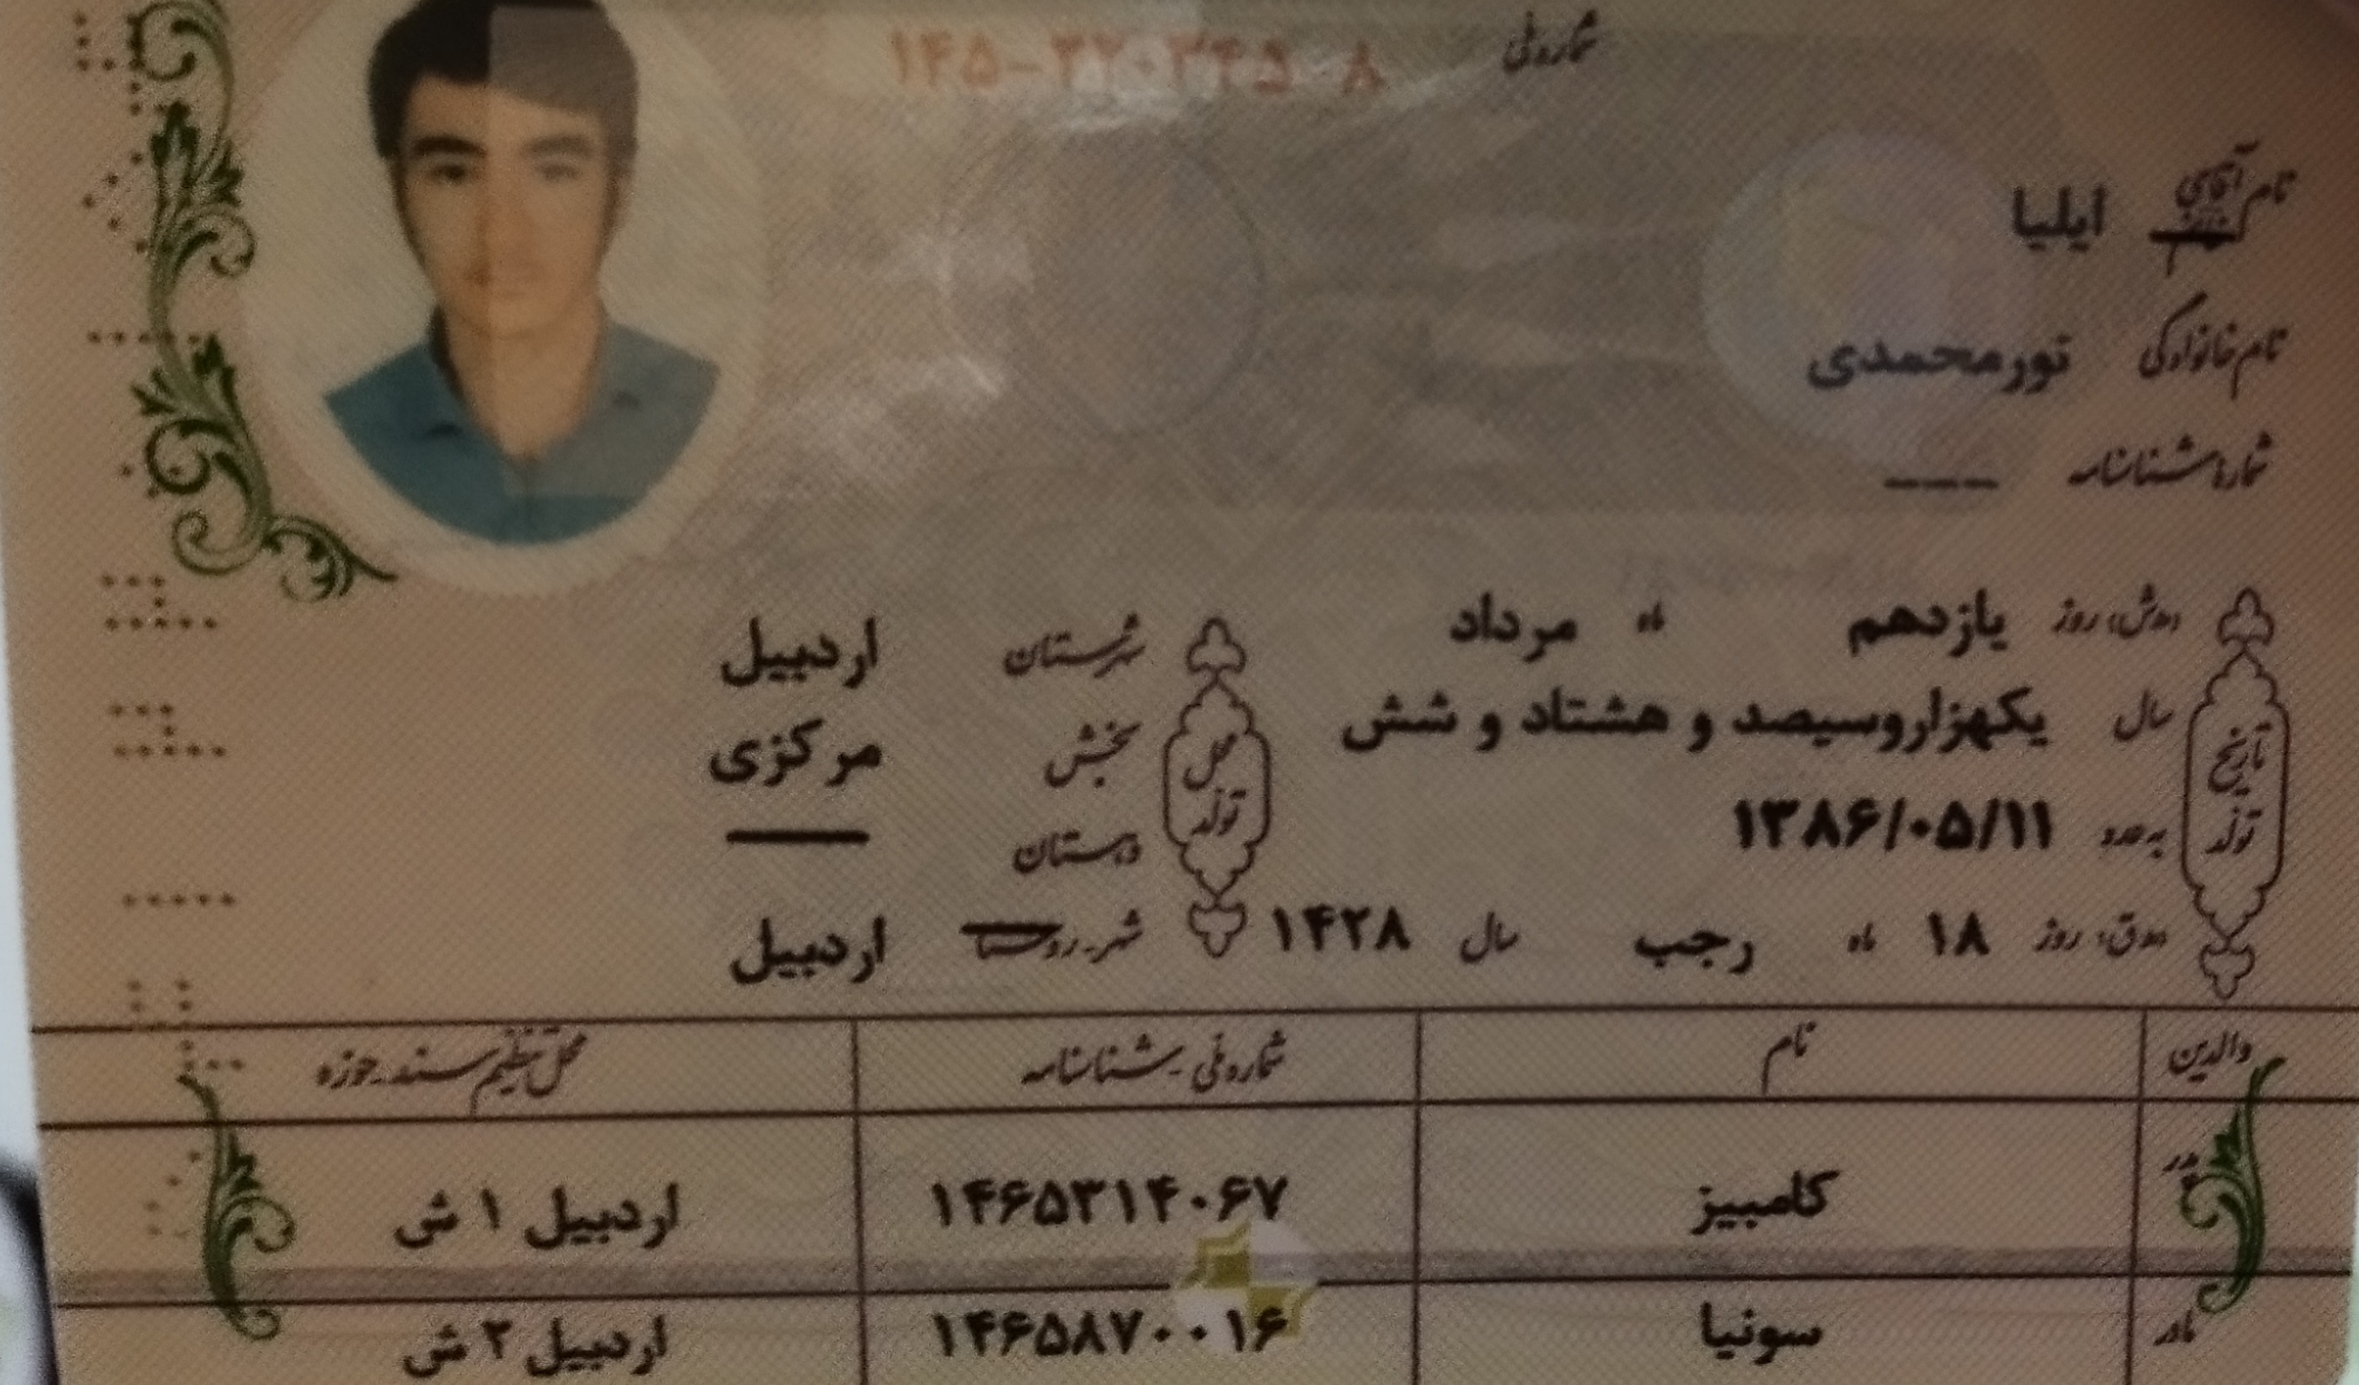 شماره ملی ۱۴۵-۲۲۰۳۴۵-۸
نام آقای ایلیا
نام خانوادگی نورمحمدی
شماره شناسنامه ---
تاریخ تولد
(ه‍.ش) روز یازدهم ماه مرداد
سال یکهزاروسیصد و هشتاد و شش
به عدد ۱۳۸۶/۰۵/۱۱
(ه‍.ق) روز ۱۸ ماه رجب سال ۱۴۲۸
محل تولد
شهرستان اردبیل
بخش مرکزی
دهستان —
شهر-روستا اردبیل
والدین نام شماره ملی - شناسنامه محل تنظیم سند - حوزه
پدر کامبیز ۱۴۶۵۳۱۴۰۶۷ اردبیل ۱ ش
مادر سونیا ۱۴۶۵۸۷۰۰۱۶ اردبیل ۲ ش